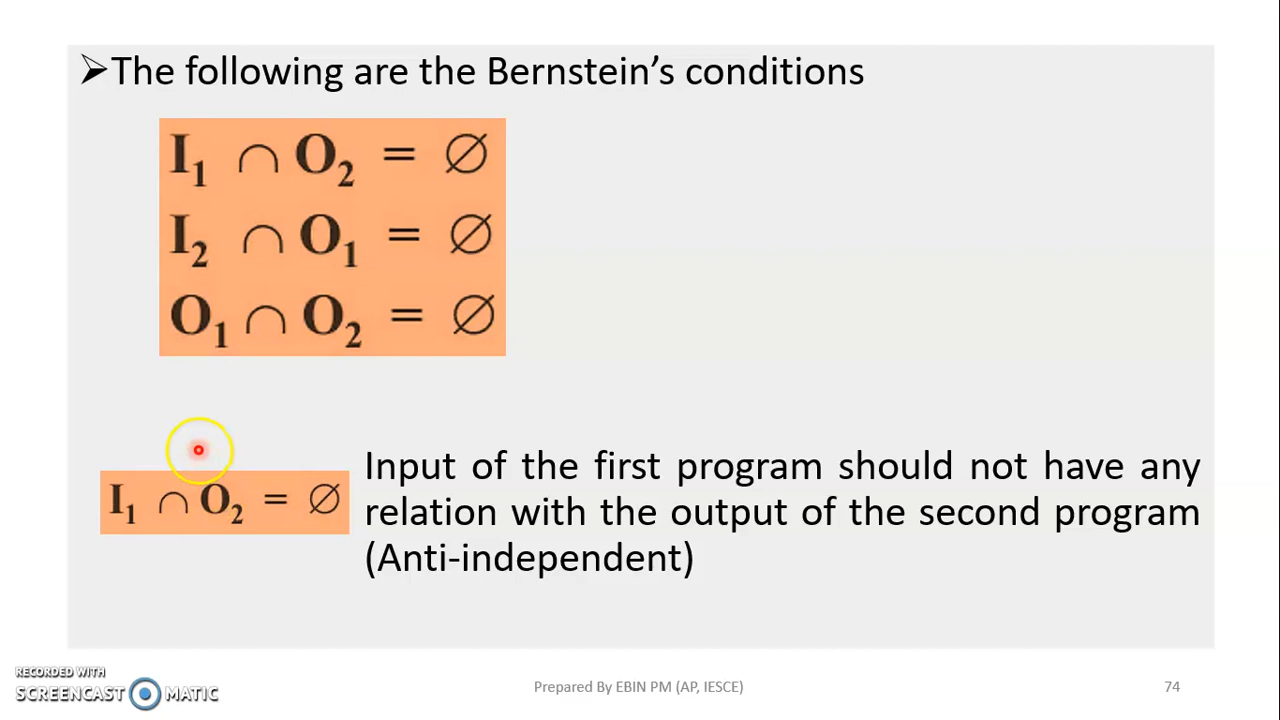 ➢The following are the Bernstein's conditions
I₁ ∩ O₂ = ∅
I₂ ∩ O₁ = ∅
O₁ ∩ O₂ = ∅
I₁ ∩ O₂ = ∅
Input of the first program should not have any
relation with the output of the second program
(Anti-independent)
RECORDED WITH
SCREENCAST MATIC
Prepared By EBIN PM (AP, IESCE)
74